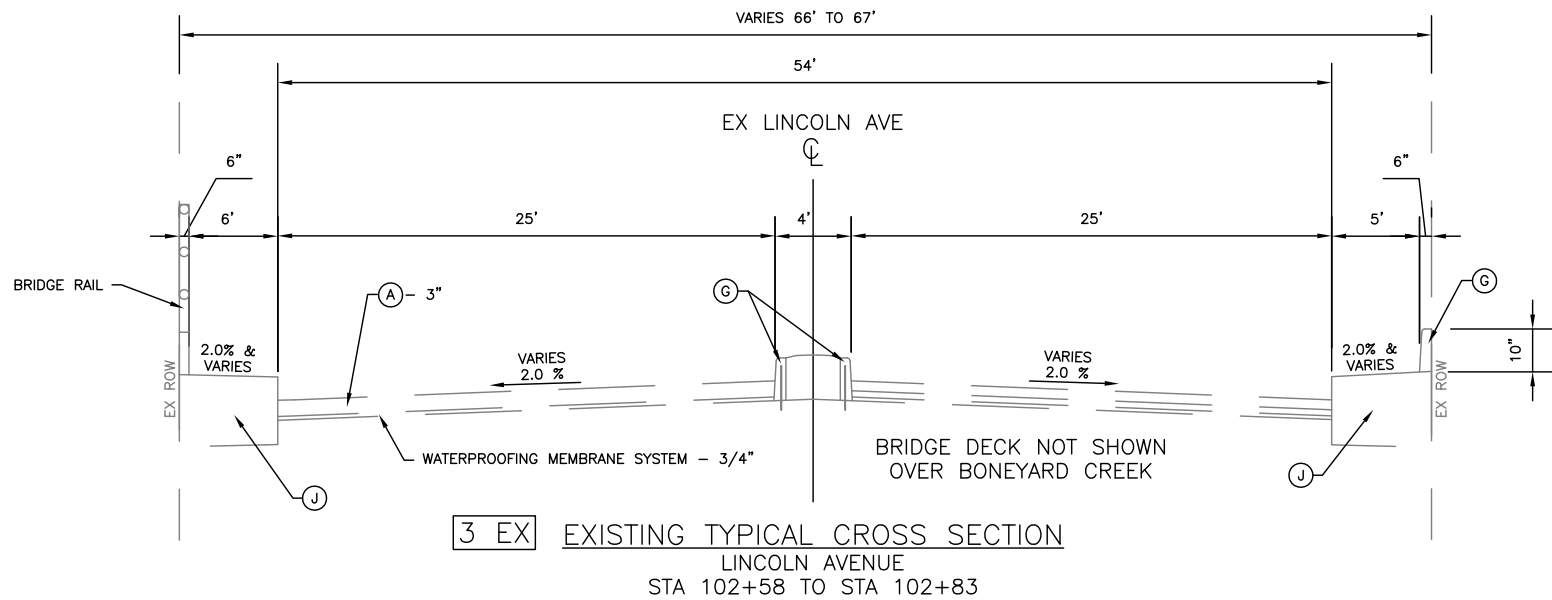 VARIES 66' TO 67'
54'
EX LINCOLN AVE
CL
6"
6"
6'
25'
4'
25'
5'
BRIDGE RAIL
A - 3"
G
G
2.0% &
VARIES
VARIES
2.0 %
VARIES
2.0 %
2.0% &
VARIES
10"
EX ROW
EX ROW
WATERPROOFING MEMBRANE SYSTEM - 3/4"
BRIDGE DECK NOT SHOWN
OVER BONEYARD CREEK
J
J
3 EX EXISTING TYPICAL CROSS SECTION
LINCOLN AVENUE
STA 102+58 TO STA 102+83